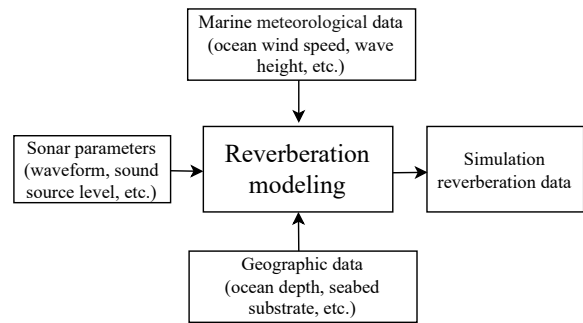 Marine meteorological data
(ocean wind speed, wave
height, etc.)
Sonar parameters
(waveform, sound
source level, etc.)
Reverberation
modeling
Simulation
reverberation data
Geographic data
(ocean depth, seabed
substrate, etc.)